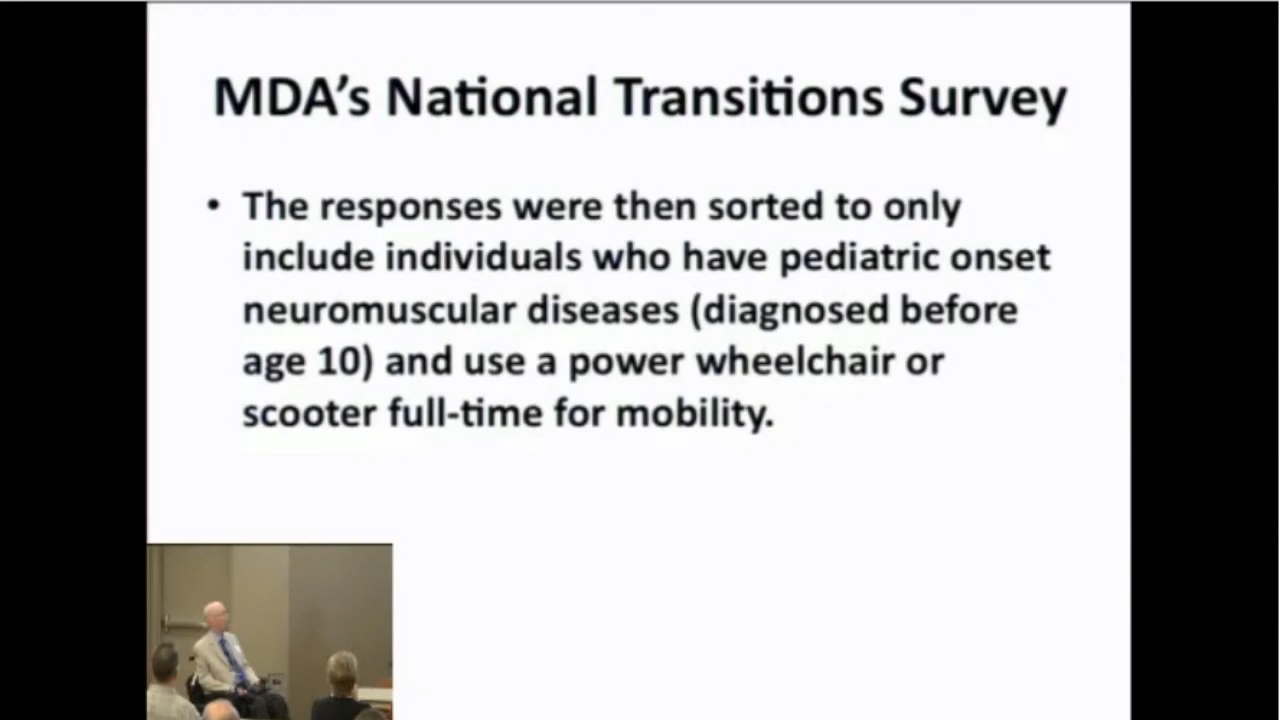 MDA’s National Transitions Survey
• The responses were then sorted to only
include individuals who have pediatric onset
neuromuscular diseases (diagnosed before
age 10) and use a power wheelchair or
scooter full-time for mobility.